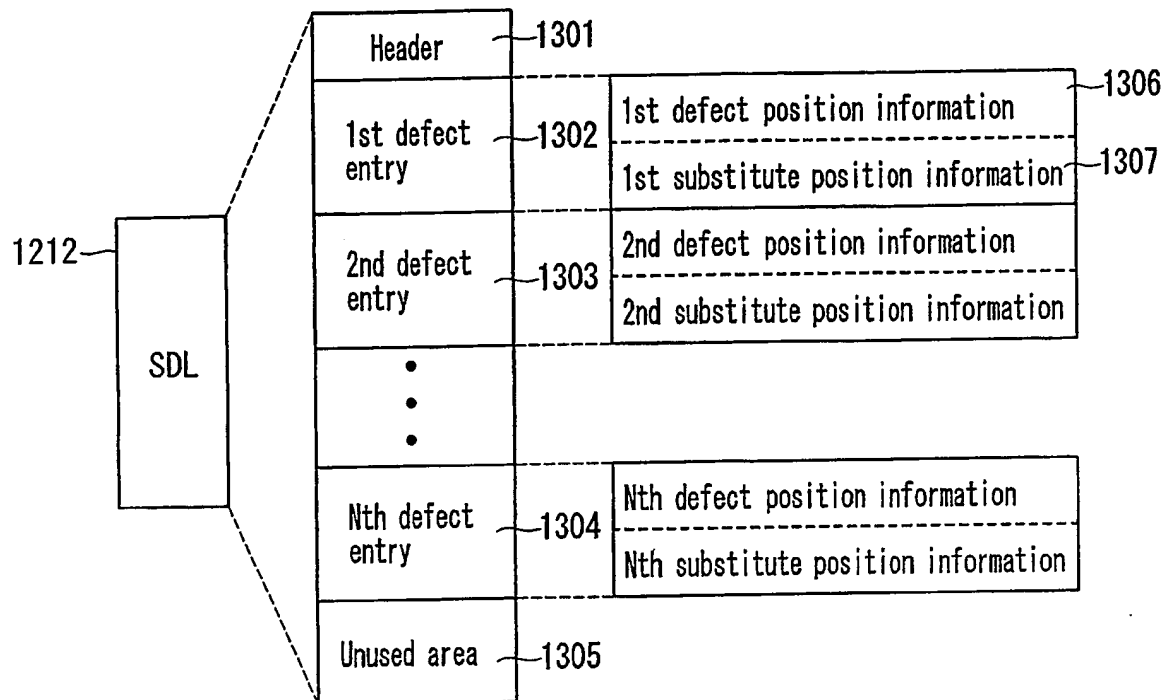 Header
1301
1st defect
entry
1302
1st defect position information
1306
1st substitute position information
1307
1212
SDL
2nd defect
entry
1303
2nd defect position information
2nd substitute position information
Nth defect
entry
1304
Nth defect position information
Nth substitute position information
Unused area
1305